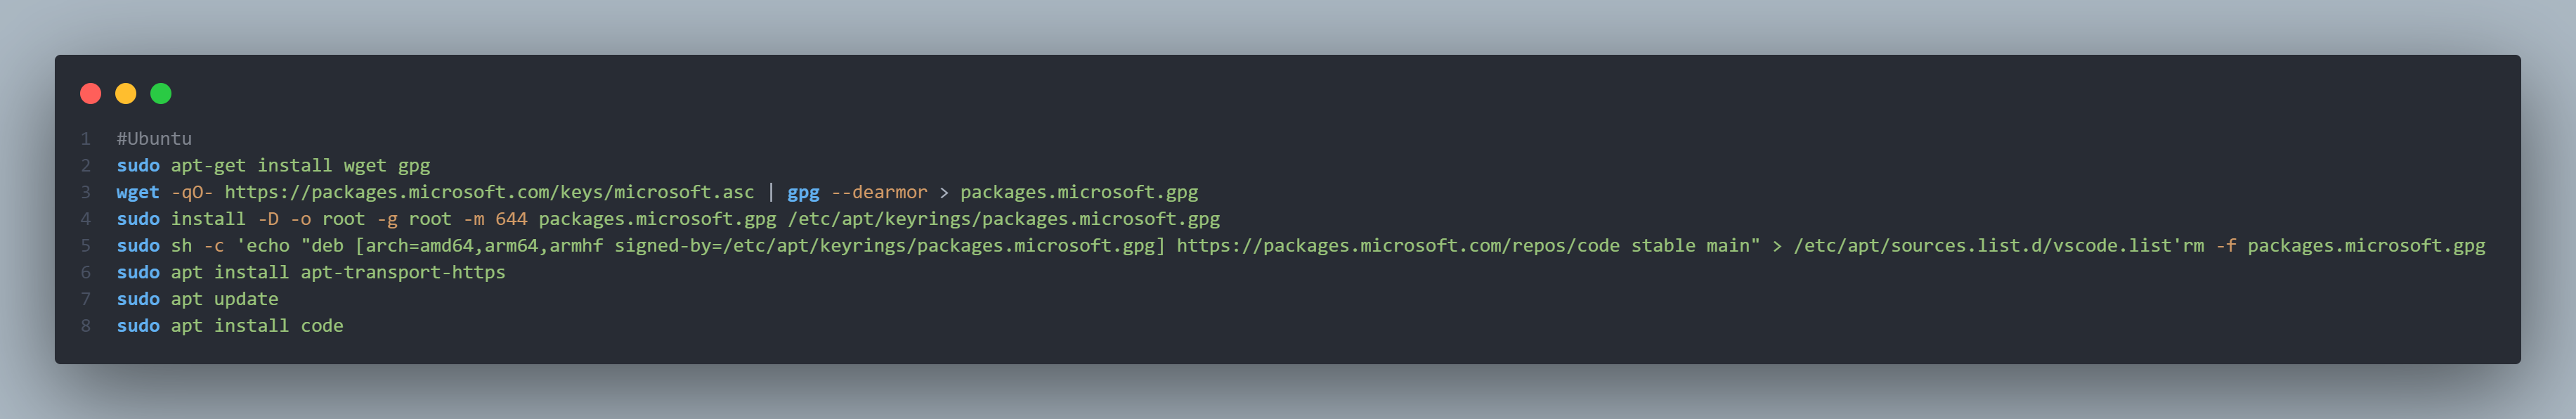 1 #Ubuntu
2 sudo apt-get install wget gpg
3 wget -qO- https://packages.microsoft.com/keys/microsoft.asc | gpg --dearmor > packages.microsoft.gpg
4 sudo install -D -o root -g root -m 644 packages.microsoft.gpg /etc/apt/keyrings/packages.microsoft.gpg
5 sudo sh -c 'echo "deb [arch=amd64,arm64,armhf signed-by=/etc/apt/keyrings/packages.microsoft.gpg] https://packages.microsoft.com/repos/code stable main" > /etc/apt/sources.list.d/vscode.list'rm -f packages.microsoft.gpg
6 sudo apt install apt-transport-https
7 sudo apt update
8 sudo apt install code